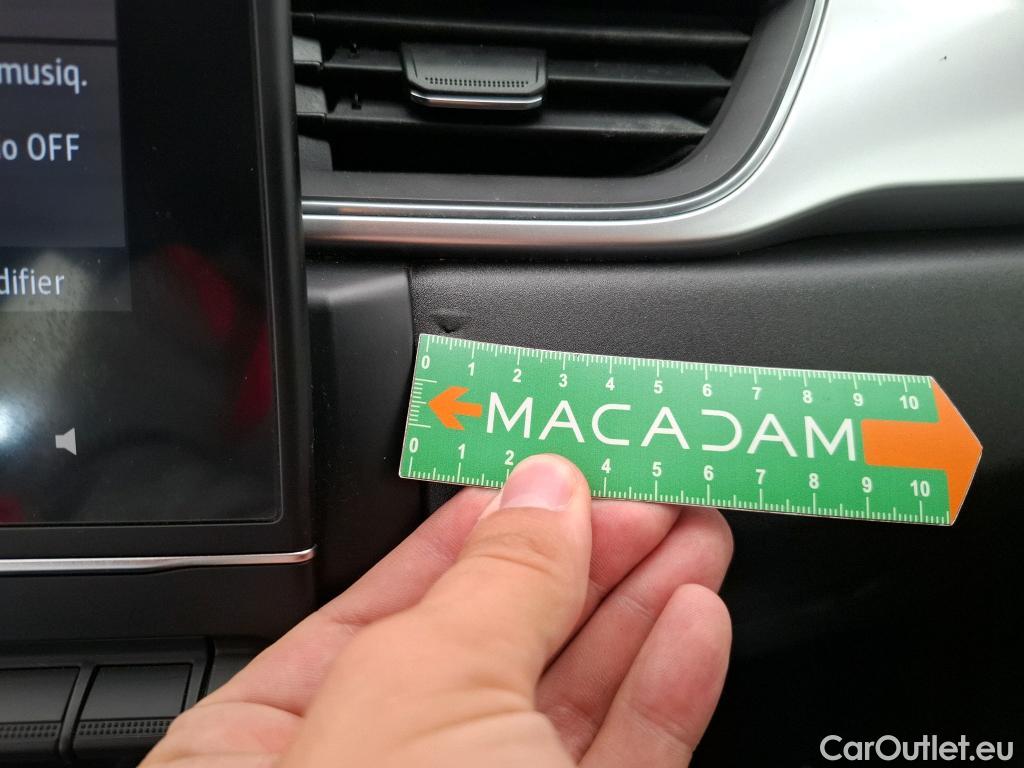 musiq.
o OFF
difier
0 1 2 3 4 5 6 7 8 9 10
MACADAM
0 1 2 4 5 6 7 8 9 10
CarOutlet.eu